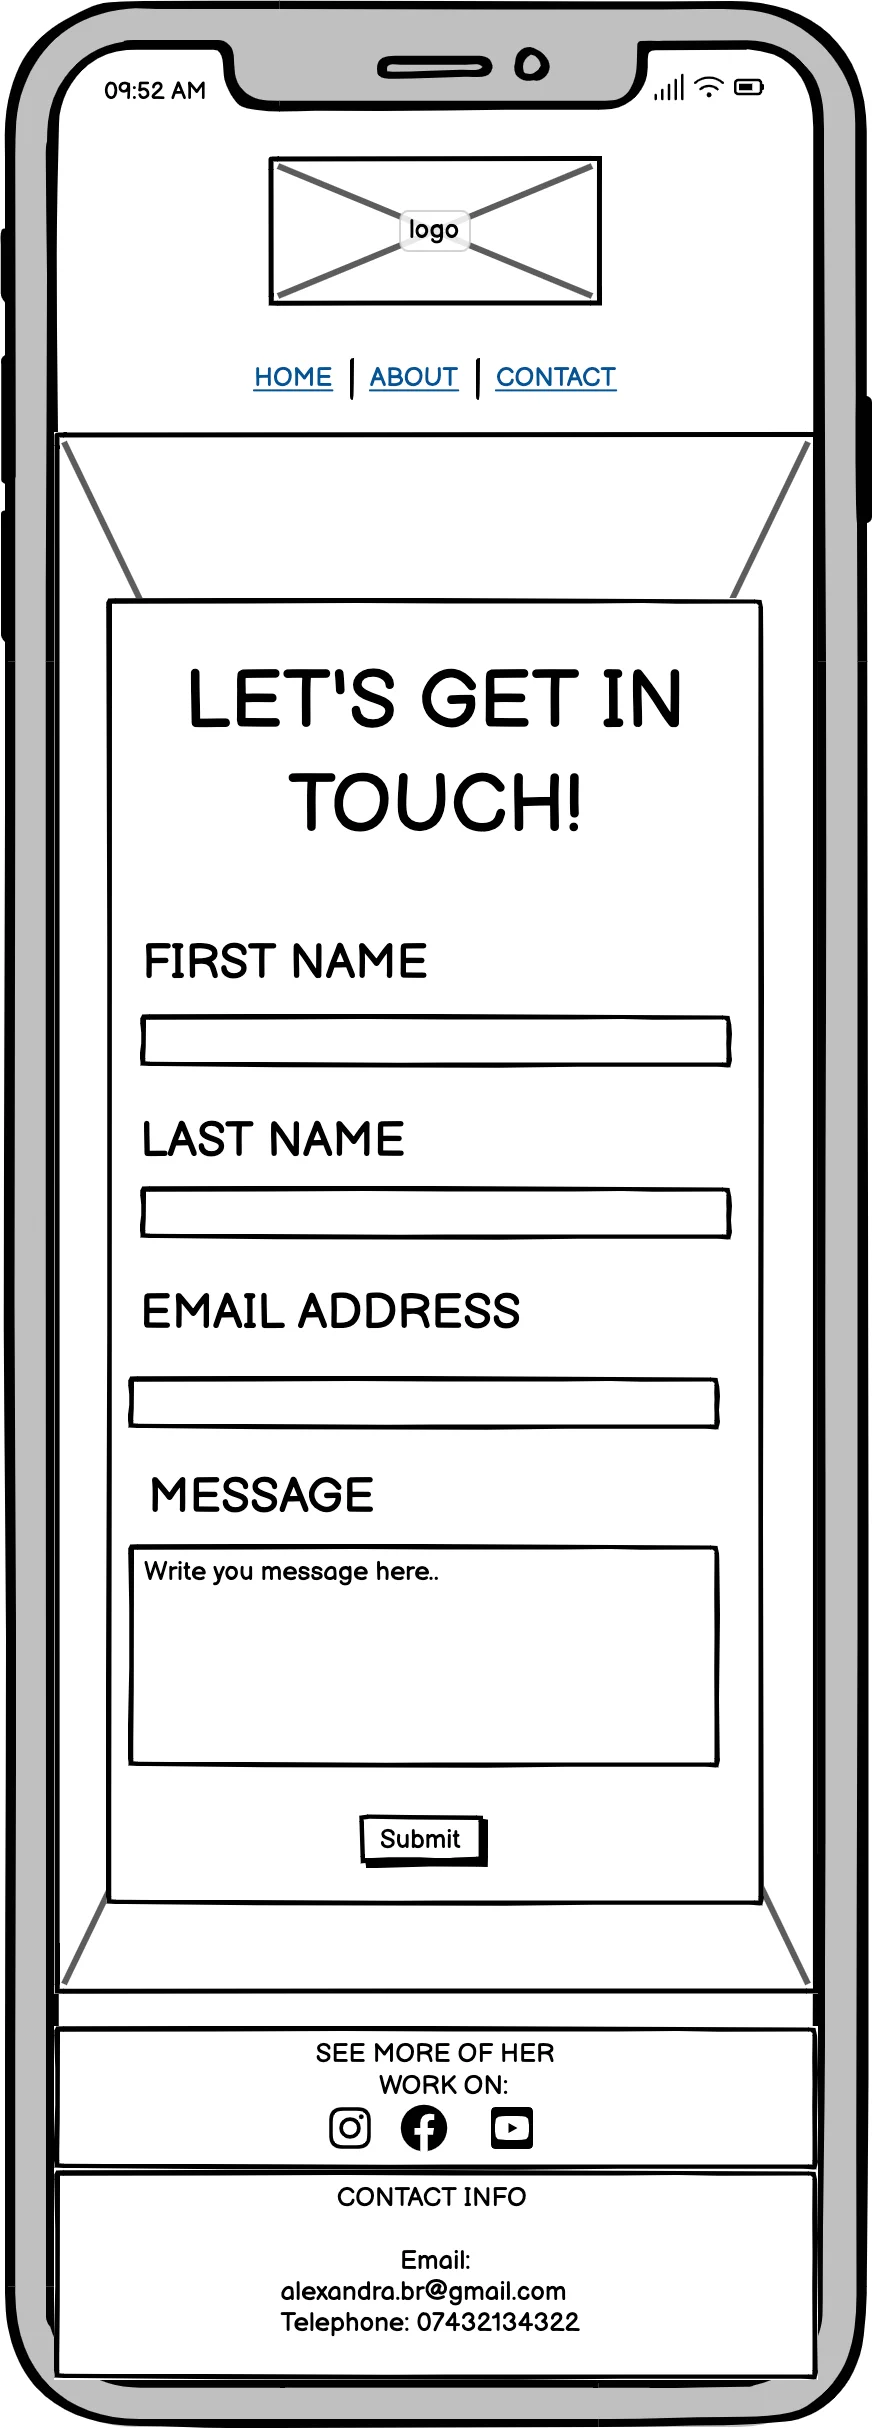 09:52 AM
logo
HOME ABOUT CONTACT
LET'S GET IN
TOUCH!
FIRST NAME
LAST NAME
EMAIL ADDRESS
MESSAGE
Write you message here..
Submit
SEE MORE OF HER
WORK ON:
CONTACT INFO
Email:
alexandra.br@gmail.com
Telephone: 07432134322